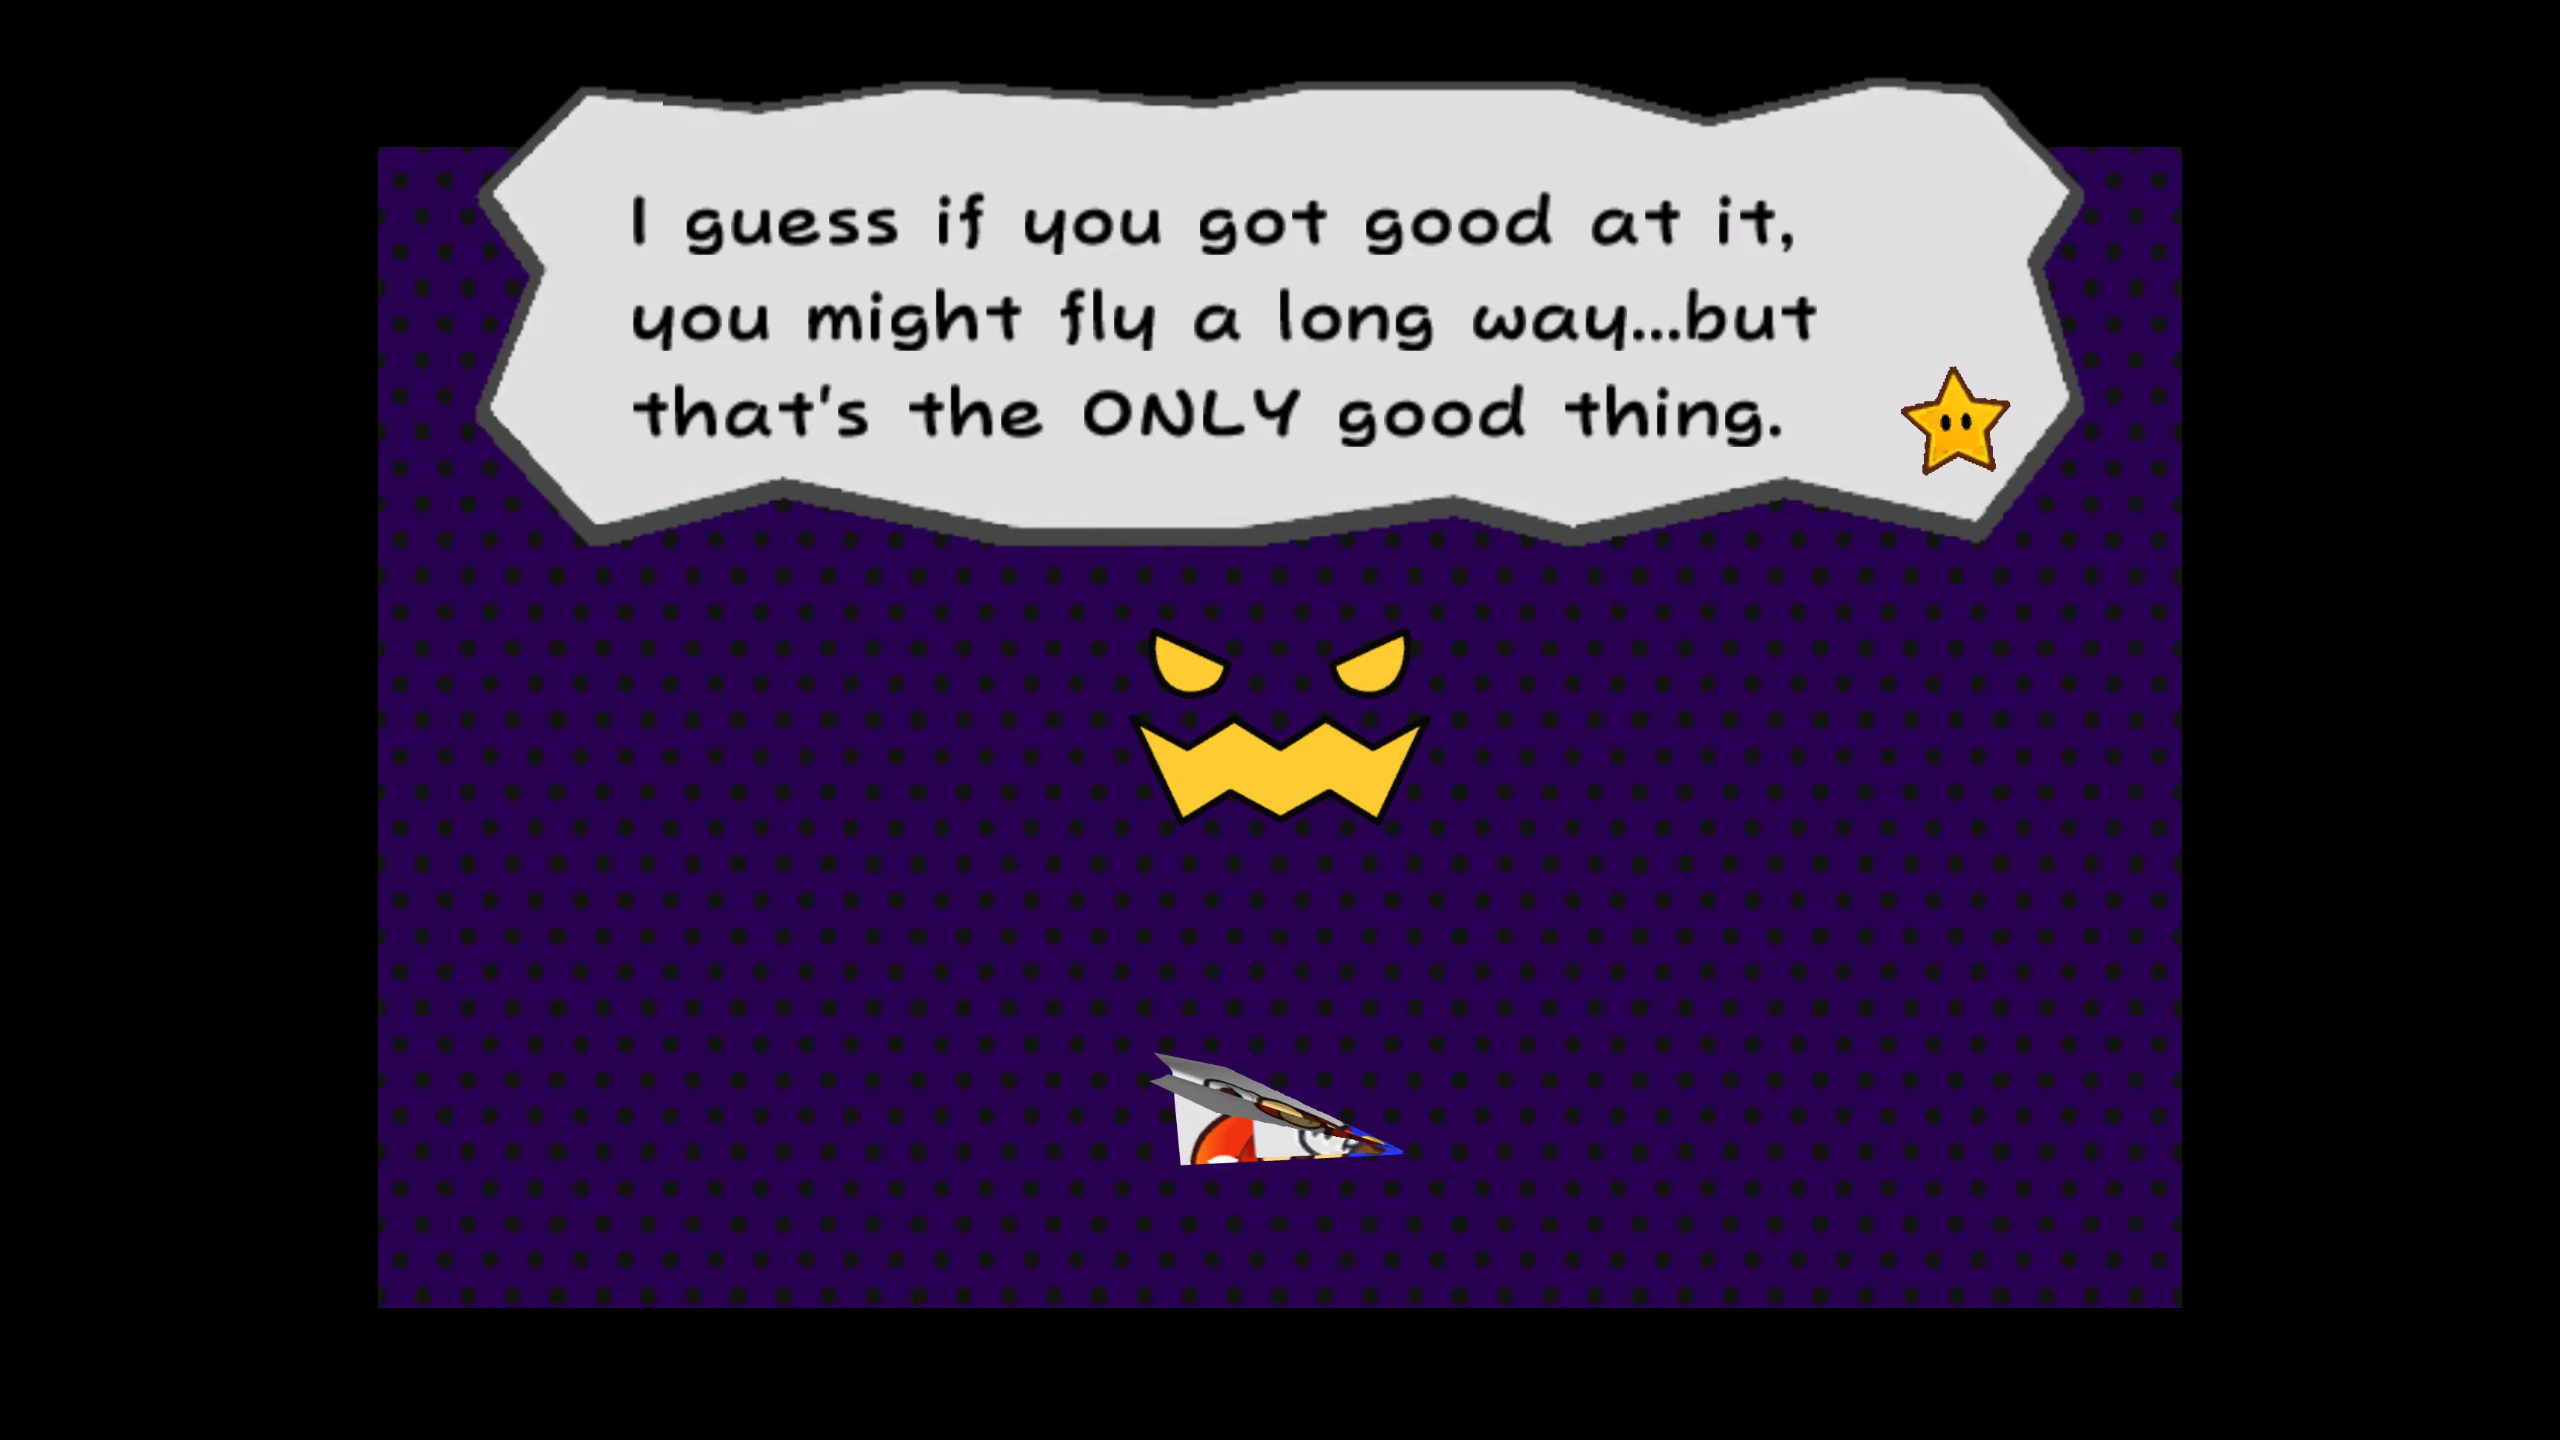 I guess if you got good at it,
you might fly a long way...but
that's the ONLY good thing.